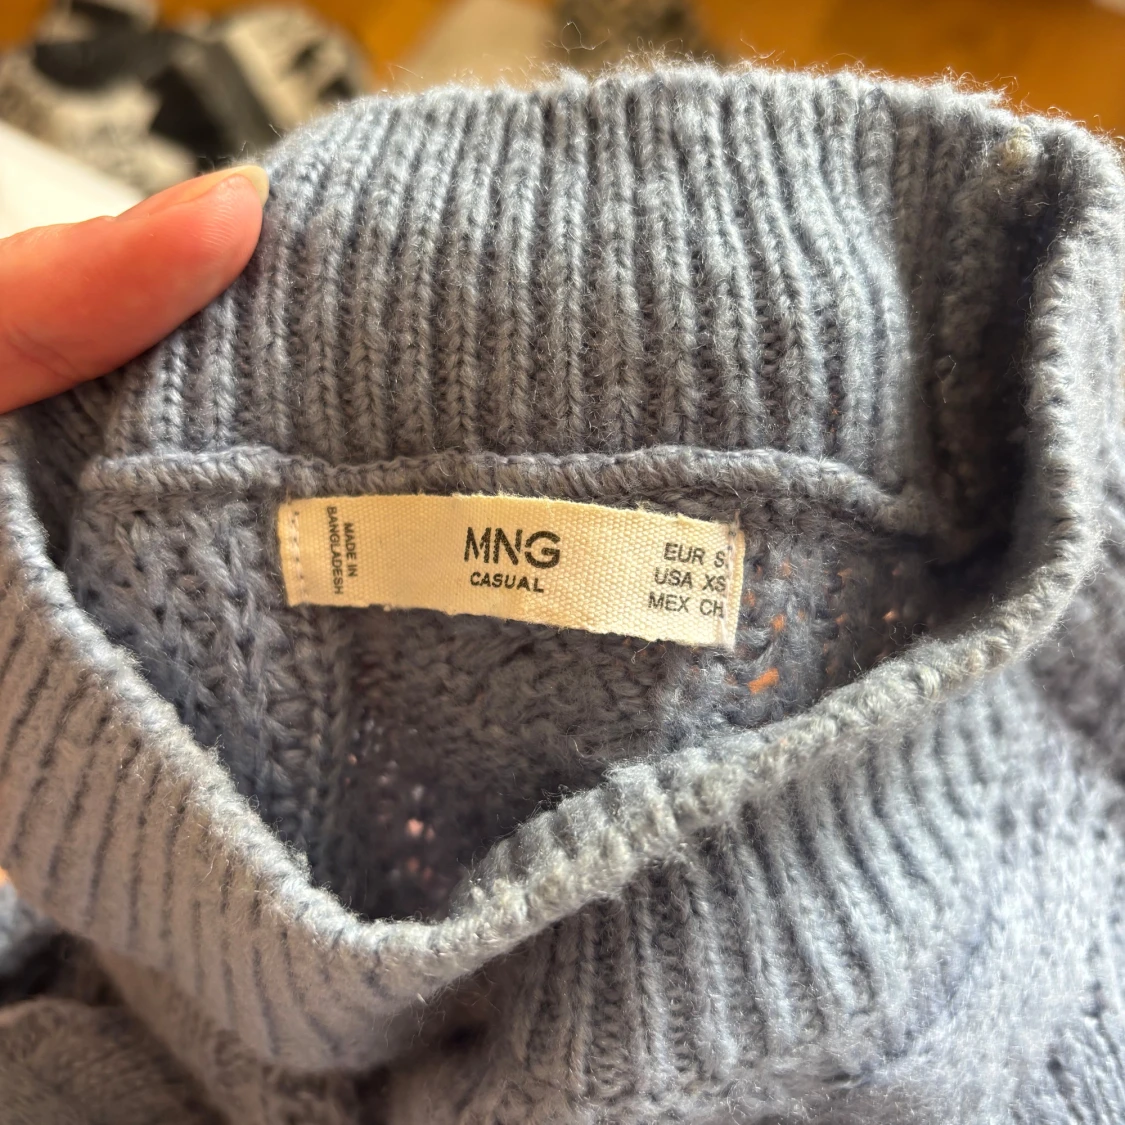 MADE IN
BANGLADESH
MNG
CASUAL
EUR S
USA XS
MEX CH